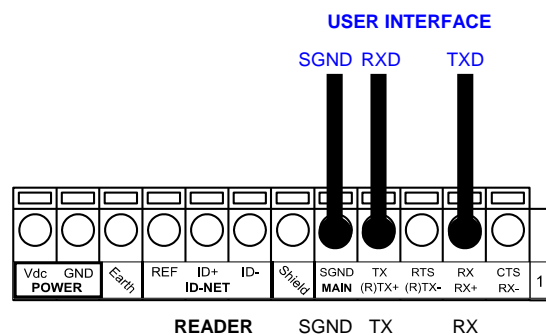 USER INTERFACE
SGND RXD TXD
Vdc GND Earth REF ID+ ID- Shield SGND TX RTS RX CTS
POWER ID-NET MAIN (R)TX+ (R)TX- RX+ RX- 1
READER SGND TX RX